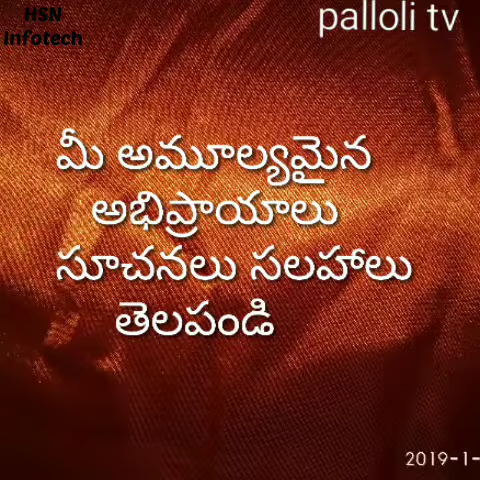 HSN
Infotech
palloli tv
మీ అమూల్యమైన
అభిప్రాయాలు
సూచనలు సలహాలు
తెలపండి
2019-1-